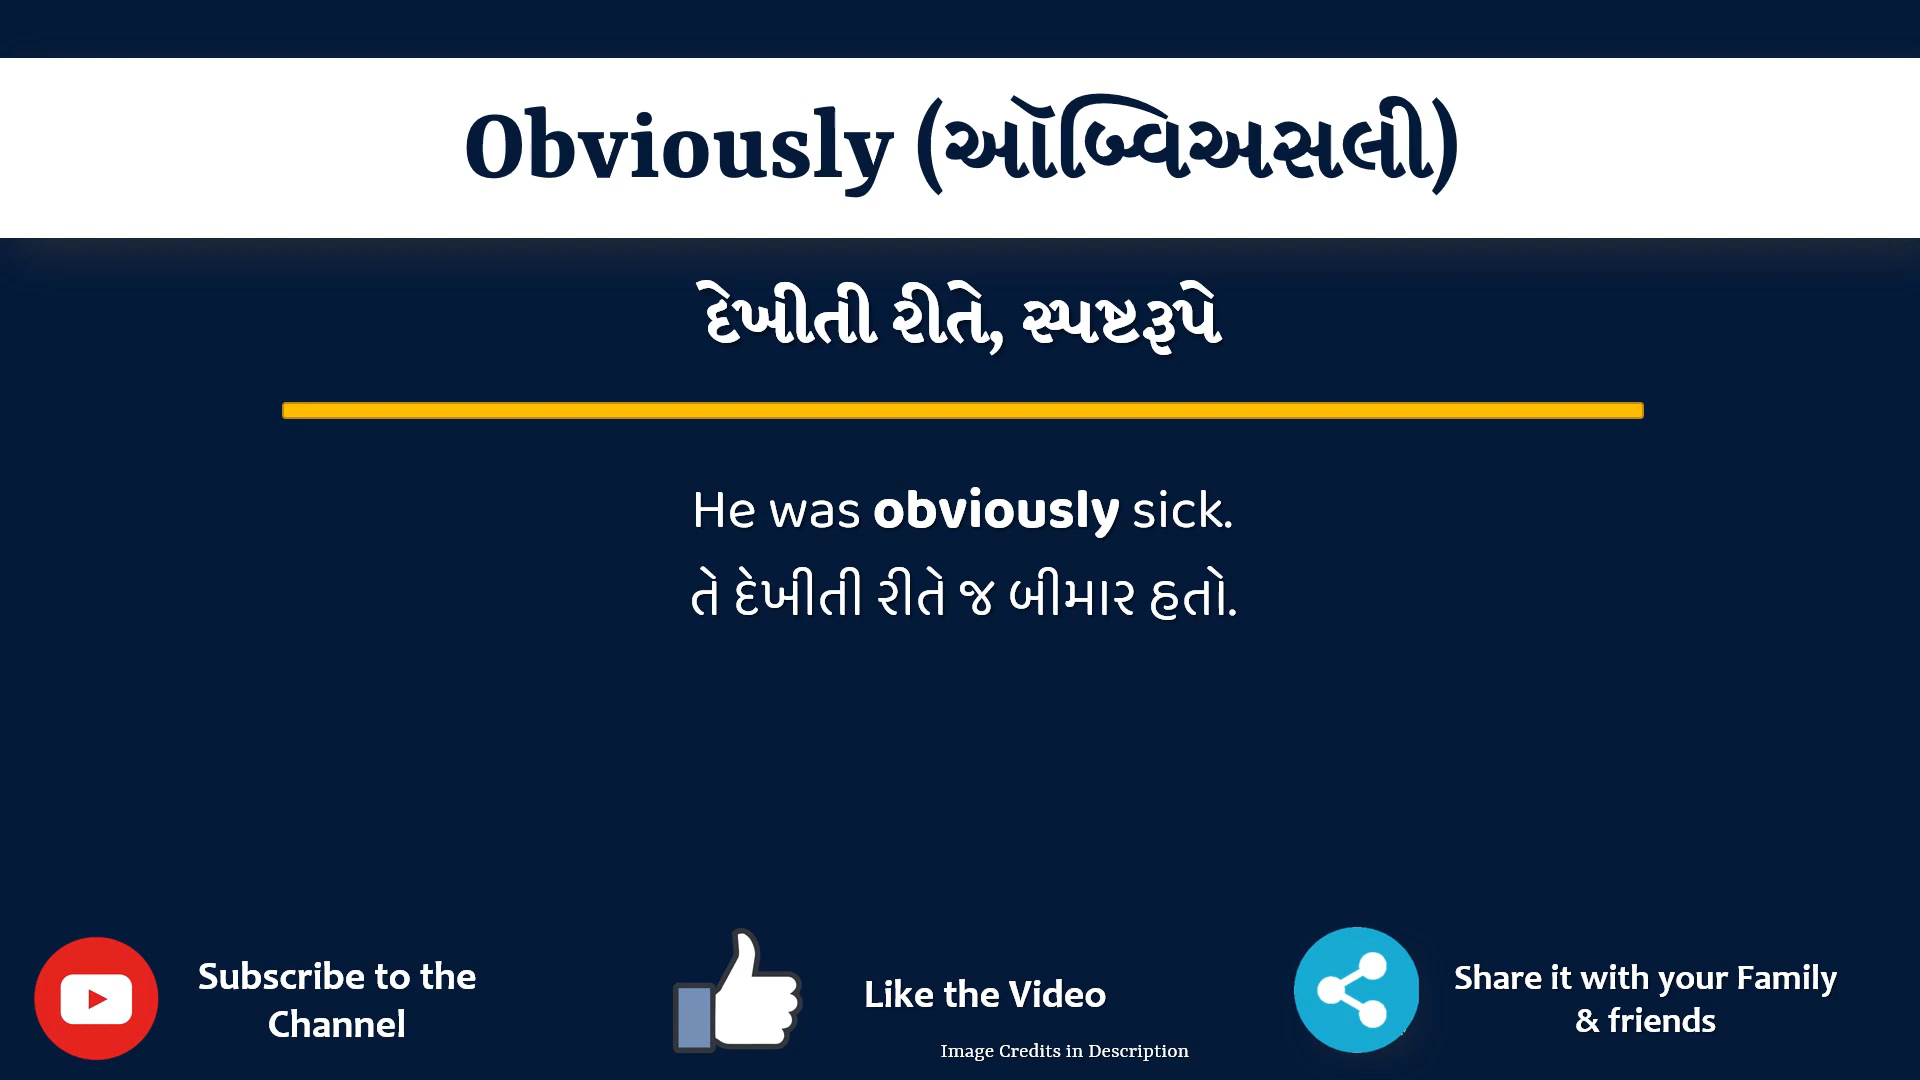 Obviously (ઑબ્વિઅસલી)
દેખીતી રીતે, સ્પષ્ટરૂપે
He was obviously sick.
તે દેખીતી રીતે જ બીમાર હતો.
Subscribe to the
Channel
Like the Video
Share it with your Family
& friends
Image Credits in Description